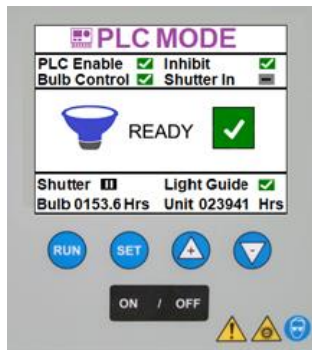 PLC MODE
PLC Enable Inhibit
Bulb Control Shutter In
READY
Shutter Light Guide
Bulb 0153.6 Hrs Unit 023941 Hrs
RUN SET + -
ON / OFF